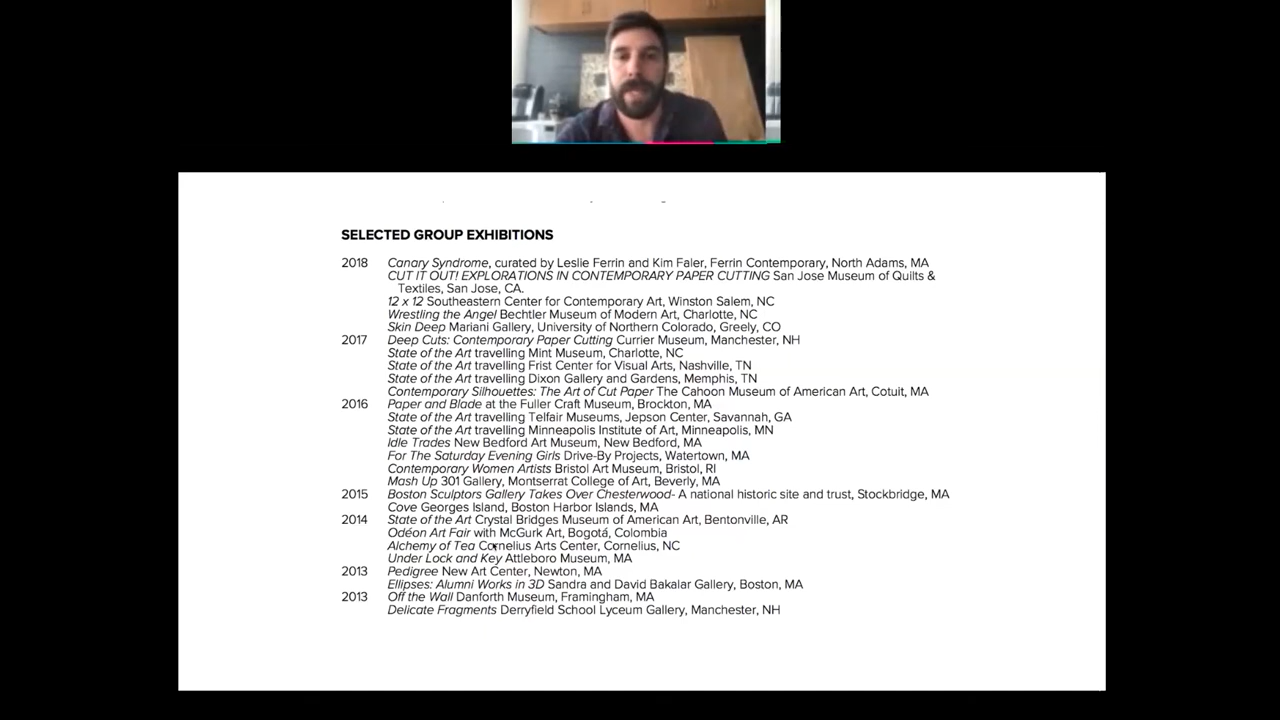 SELECTED GROUP EXHIBITIONS
2018 Canary Syndrome, curated by Leslie Ferrin and Kim Faler, Ferrin Contemporary, North Adams, MA
CUT IT OUT! EXPLORATIONS IN CONTEMPORARY PAPER CUTTING San Jose Museum of Quilts &
Textiles, San Jose, CA.
12 x 12 Southeastern Center for Contemporary Art, Winston Salem, NC
Wrestling the Angel Bechtler Museum of Modern Art, Charlotte, NC
Skin Deep Mariani Gallery, University of Northern Colorado, Greely, CO
2017 Deep Cuts: Contemporary Paper Cutting Currier Museum, Manchester, NH
State of the Art travelling Mint Museum, Charlotte, NC
State of the Art travelling Frist Center for Visual Arts, Nashville, TN
State of the Art travelling Dixon Gallery and Gardens, Memphis, TN
Contemporary Silhouettes: The Art of Cut Paper The Cahoon Museum of American Art, Cotuit, MA
2016 Paper and Blade at the Fuller Craft Museum, Brockton, MA
State of the Art travelling Telfair Museums, Jepson Center, Savannah, GA
State of the Art travelling Minneapolis Institute of Art, Minneapolis, MN
Idle Trades New Bedford Art Museum, New Bedford, MA
For The Saturday Evening Girls Drive-By Projects, Watertown, MA
Contemporary Women Artists Bristol Art Museum, Bristol, RI
Mash Up 301 Gallery, Montserrat College of Art, Beverly, MA
2015 Boston Sculptors Gallery Takes Over Chesterwood- A national historic site and trust, Stockbridge, MA
Cove Georges Island, Boston Harbor Islands, MA
2014 State of the Art Crystal Bridges Museum of American Art, Bentonville, AR
Odéon Art Fair with McGurk Art, Bogotá, Colombia
Alchemy of Tea Cornelius Arts Center, Cornelius, NC
Under Lock and Key Attleboro Museum, MA
2013 Pedigree New Art Center, Newton, MA
Ellipses: Alumni Works in 3D Sandra and David Bakalar Gallery, Boston, MA
2013 Off the Wall Danforth Museum, Framingham, MA
Delicate Fragments Derryfield School Lyceum Gallery, Manchester, NH